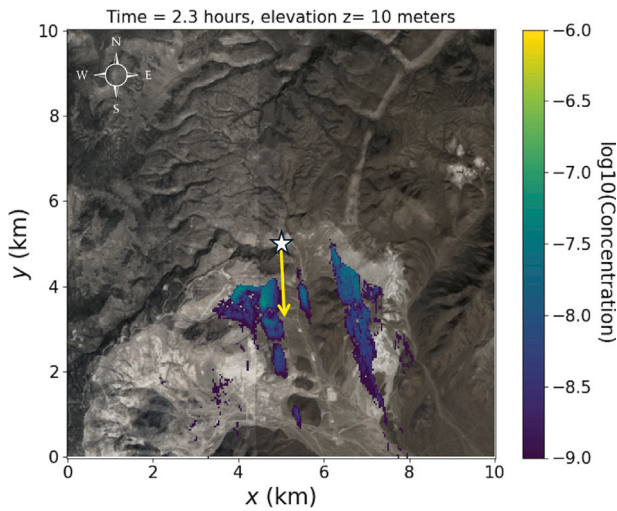 Time = 2.3 hours, elevation z= 10 meters
N
W E
S
10
8
6
4
2
0
0 2 4 6 8 10
x (km)
y (km)
−6.0
−6.5
−7.0
−7.5
−8.0
−8.5
−9.0
log10(Concentration)